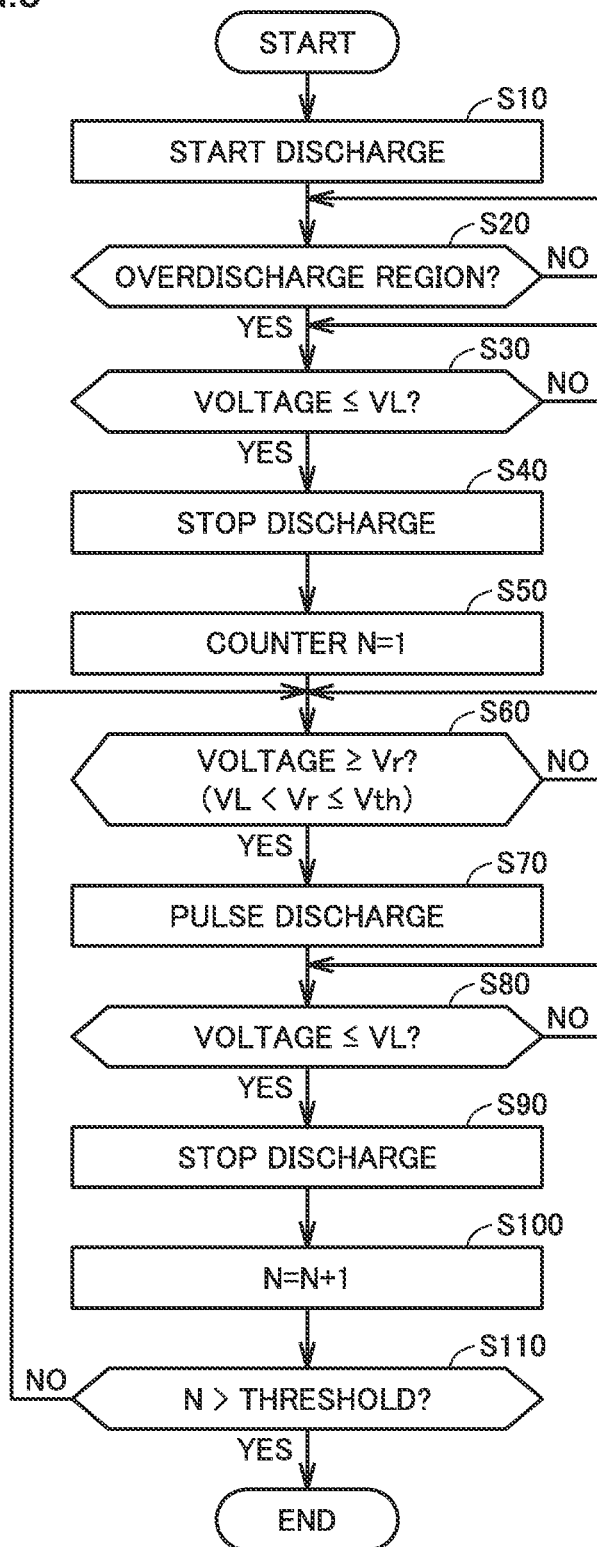 START
S10
START DISCHARGE
S20
OVERDISCHARGE REGION?
NO
YES
S30
VOLTAGE ≤ VL?
NO
YES
S40
STOP DISCHARGE
S50
COUNTER N=1
S60
VOLTAGE ≥ Vr?
(VL < Vr ≤ Vth)
NO
YES
S70
PULSE DISCHARGE
S80
VOLTAGE ≤ VL?
NO
YES
S90
STOP DISCHARGE
S100
N=N+1
S110
NO
N > THRESHOLD?
YES
END